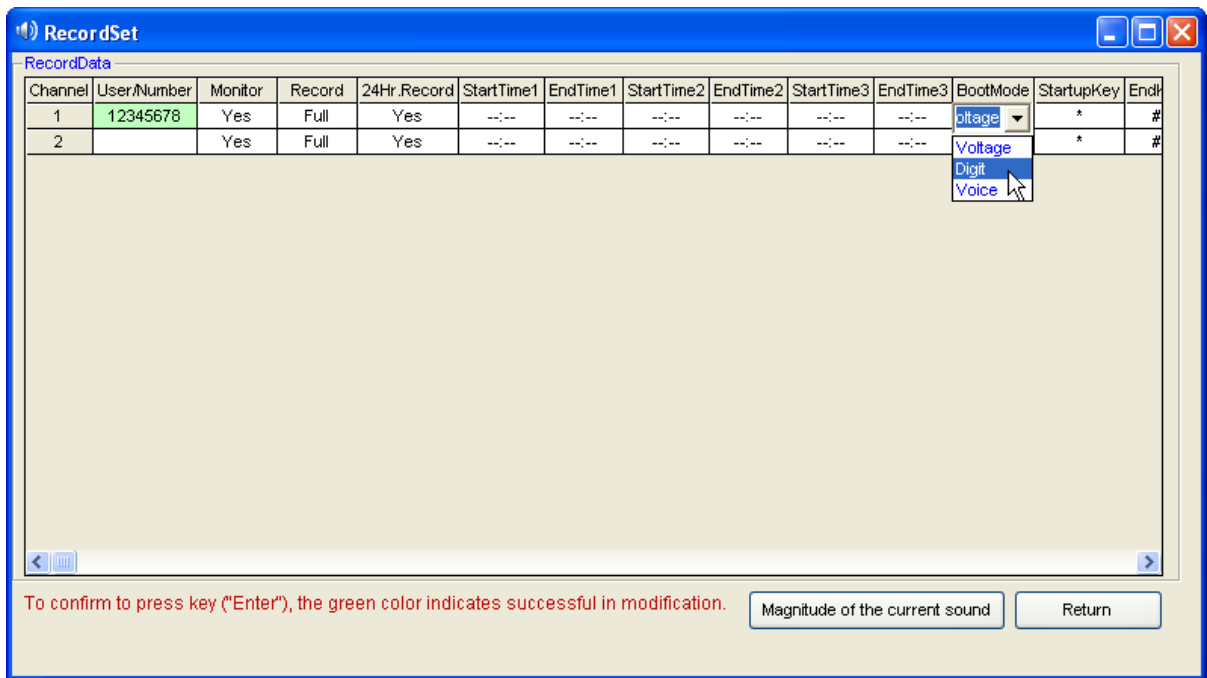 RecordSet
RecordData
Channel User/Number Monitor Record 24Hr.Record StartTime1 EndTime1 StartTime2 EndTime2 StartTime3 EndTime3 BootMode StartupKey EndK
1 12345678 Yes Full Yes --:-- --:-- --:-- --:-- --:-- --:-- oltage * #
2 Yes Full Yes --:-- --:-- --:-- --:-- --:-- --:-- * #
Voltage
Digit
Voice
To confirm to press key ("Enter"), the green color indicates successful in modification.
Magnitude of the current sound
Return